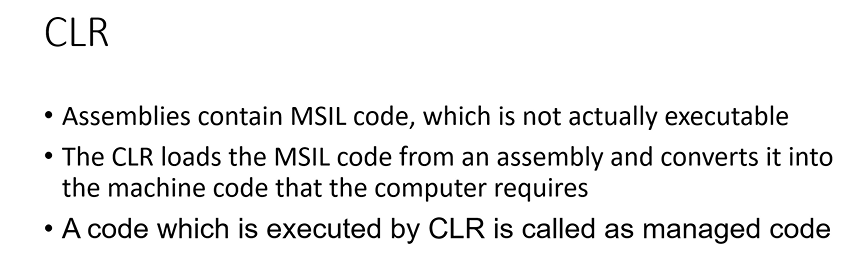 CLR
• Assemblies contain MSIL code, which is not actually executable
• The CLR loads the MSIL code from an assembly and converts it into
the machine code that the computer requires
• A code which is executed by CLR is called as managed code